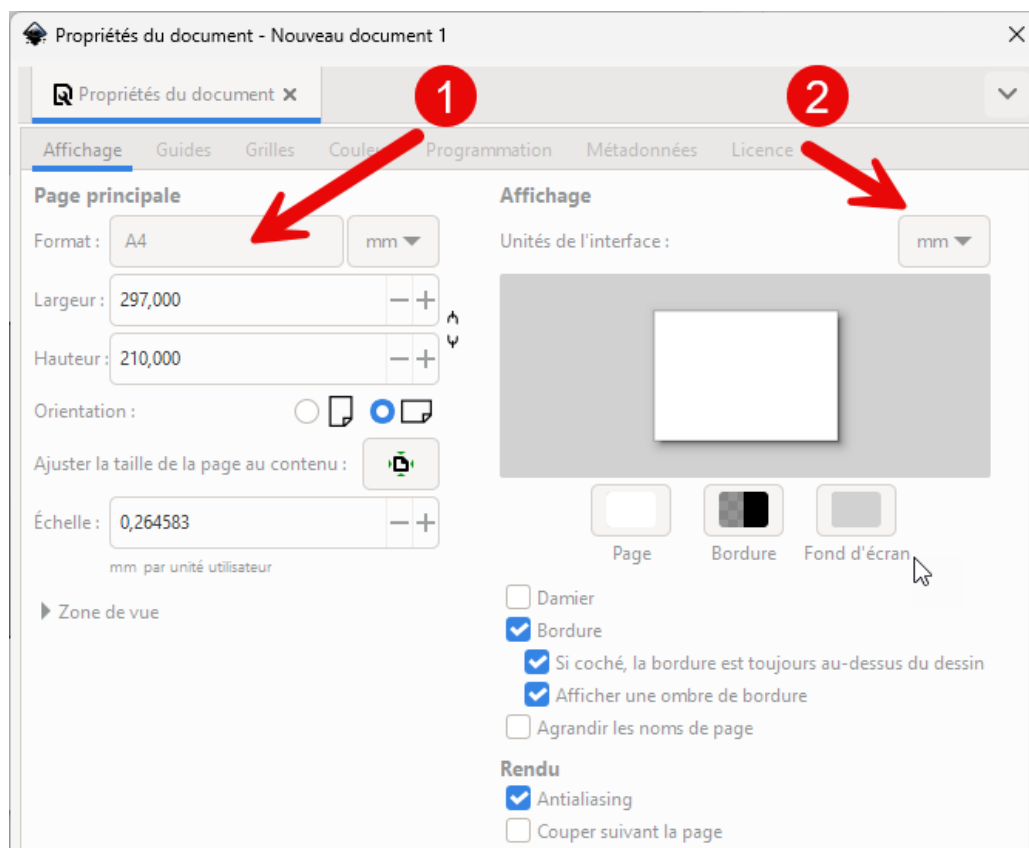 Propriétés du document - Nouveau document 1
Propriétés du document
1
2
Affichage Guides Grilles Programmation Métadonnées Licence
Page principale
Format : A4 mm
Largeur : 297,000
Hauteur : 210,000
Orientation :
Ajuster la taille de la page au contenu :
Échelle : 0,264583
mm par unité utilisateur
Zone de vue
Affichage
Unités de l'interface : mm
Page Bordure Fond d'écran
Damier
Bordure
Si coché, la bordure est toujours au-dessus du dessin
Afficher une ombre de bordure
Agrandir les noms de page
Rendu
Antialiasing
Couper suivant la page